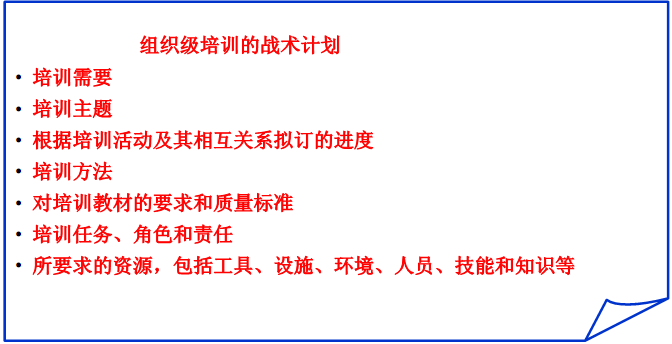 组织级培训的战术计划
• 培训需要
• 培训主题
• 根据培训活动及其相互关系拟订的进度
• 培训方法
• 对培训教材的要求和质量标准
• 培训任务、角色和责任
• 所要求的资源，包括工具、设施、环境、人员、技能和知识等